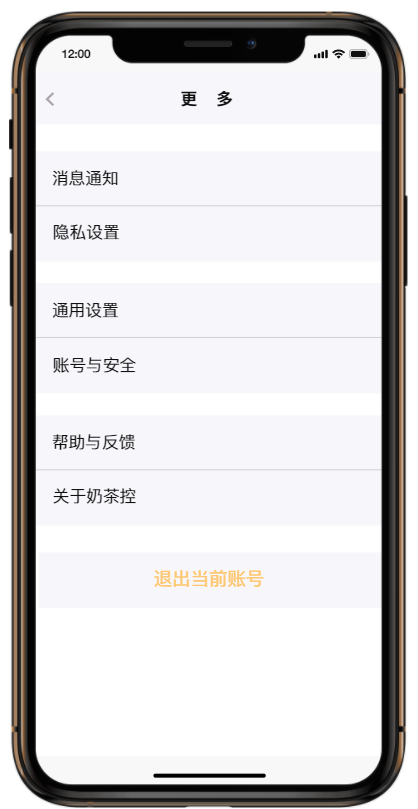 12:00
更 多
消息通知
隐私设置
通用设置
账号与安全
帮助与反馈
关于奶茶控
退出当前账号